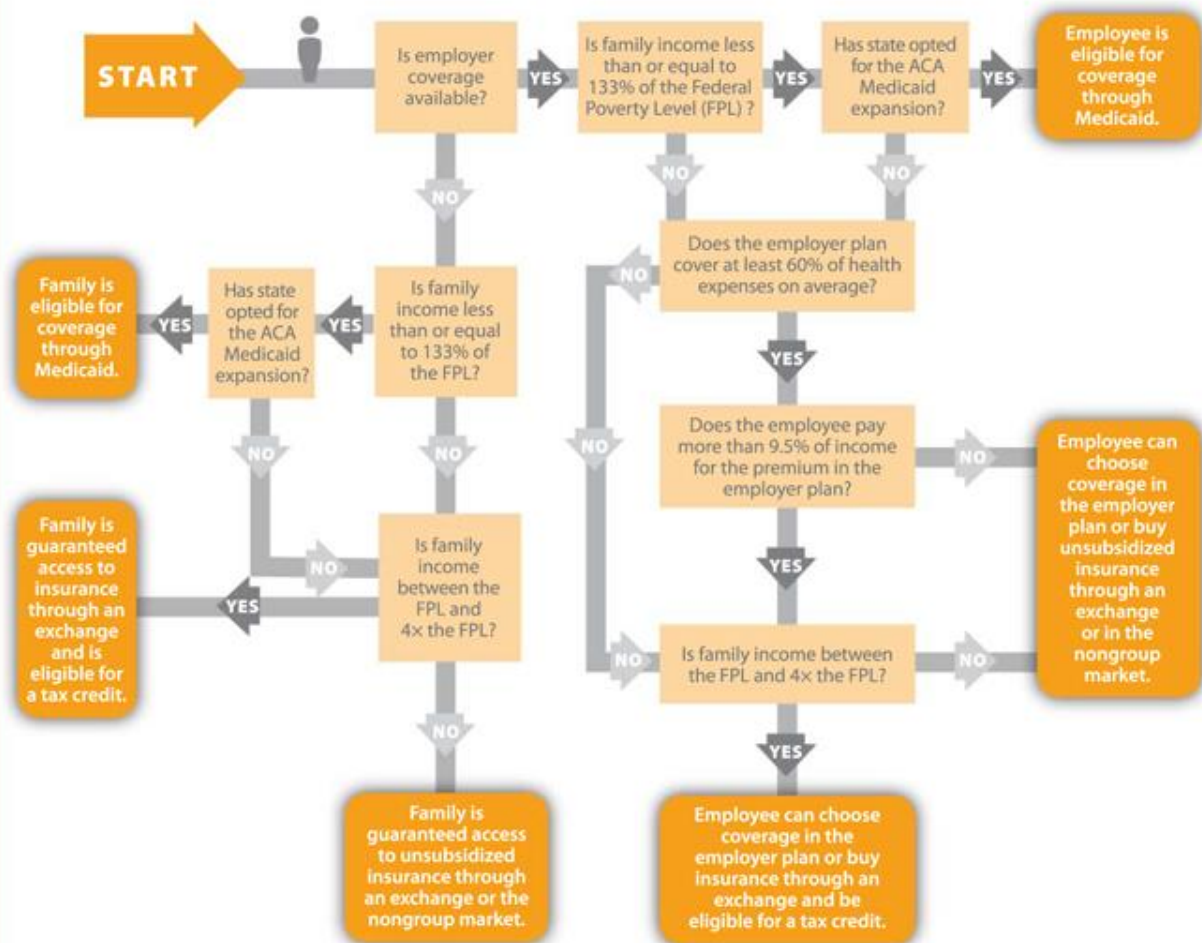 START
Is employer
coverage
available?
YES
Is family income less
than or equal to
133% of the Federal
Poverty Level (FPL) ?
YES
Has state opted
for the ACA
Medicaid
expansion?
YES
Employee is
eligible for
coverage
through
Medicaid.
NO
NO
NO
Does the employer plan
cover at least 60% of health
expenses on average?
NO
Family is
eligible for
coverage
through
Medicaid.
YES
Has state
opted for
the ACA
Medicaid
expansion?
YES
Is family
income less
than or equal
to 133% of
the FPL?
YES
Does the employee pay
more than 9.5% of income
for the premium in the
employer plan?
NO
Employee can
choose
coverage in
the employer
plan or buy
unsubsidized
insurance
through an
exchange
or in the
nongroup
market.
NO
NO
NO
Family is
guaranteed
access to
insurance
through an
exchange
and is
eligible for
a tax credit.
NO
YES
Is family
income
between the
FPL and
4× the FPL?
YES
NO
Is family income between
the FPL and 4× the FPL?
NO
NO
YES
Family is
guaranteed access
to unsubsidized
insurance through
an exchange or the
nongroup market.
Employee can choose
coverage in the
employer plan or buy
insurance through an
exchange and be
eligible for a tax credit.